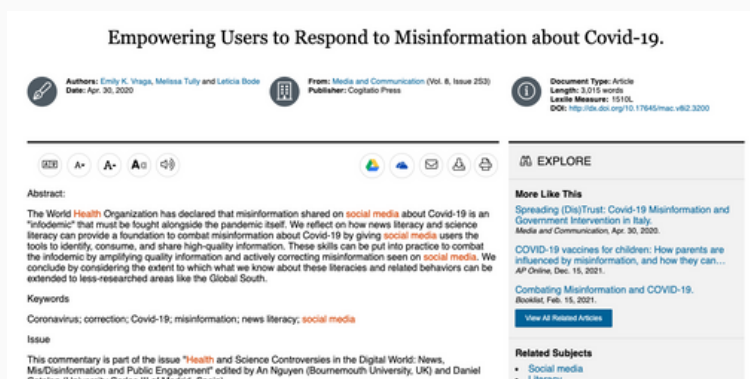 Empowering Users to Respond to Misinformation about Covid-19.
Authors: Emily K. Vraga, Melissa Tully and Leticia Bode
Date: Apr. 30, 2020
From: Media and Communication (Vol. 8, Issue 253)
Publisher: Cogitatio Press
Document Type: Article
Length: 3,015 words
Lexile Measure: 1510L
DOI: http://dx.doi.org/10.17645/mac.v8i2.3200
A
A
A
Abstract:
The World Health Organization has declared that misinformation shared on social media about Covid-19 is an
"infodemic" that must be fought alongside the pandemic itself. We reflect on how news literacy and science
literacy can provide a foundation to combat misinformation about Covid-19 by giving social media users the
tools to identify, consume, and share high-quality information. These skills can be put into practice to combat
the infodemic by amplifying quality information and actively correcting misinformation seen on social media. We
conclude by considering the extent to which what we know about these literacies and related behaviors can be
extended to less-researched areas like the Global South.
Keywords
Coronavirus; correction; Covid-19; misinformation; news literacy; social media
Issue
This commentary is part of the issue "Health and Science Controversies in the Digital World: News,
Mis/Disinformation and Public Engagement" edited by An Nguyen (Bournemouth University, UK) and Daniel
EXPLORE
More Like This
Spreading (Dis)Trust: Covid-19 Misinformation and
Government Intervention in Italy.
Media and Communication, Apr. 30, 2020.
COVID-19 vaccines for children: How parents are
influenced by misinformation, and how they can...
AP Online, Dec. 15, 2021.
Combating Misinformation and COVID-19.
Booklist, Feb. 15, 2021.
View All Related Articles
Related Subjects
Social media